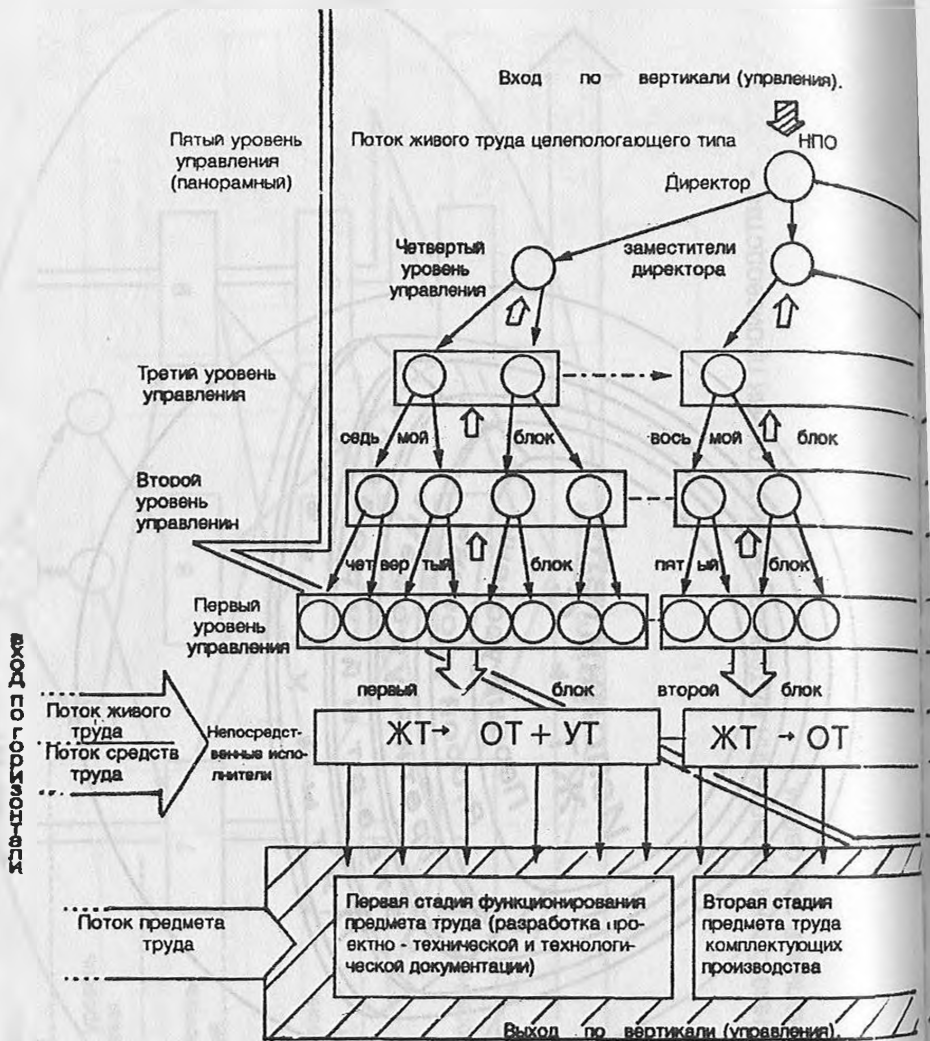 Вход по вертикали (упрвления).
Пятый уровень
управления
(панорамный)
Поток живого труда целепологающего типа
НПО
Директор
Четвертый
уровень
управления
заместители
директора
Третий уровень
управления
седь мой блок
вось мой блок
Второй
уровень
управленин
чет вер тый блок
пят ый блок
Первый
уровень
управления
первый блок
второй блок
вход по горизонтали
Поток живого
труда
Поток средств
труда
Непосредст-
венные испо-
лнители
ЖТ→ ОТ + УТ
ЖТ → ОТ
Поток предмета
труда
Первая стадия функционирования
предмета труда (разработка про-
ектно - технической и технологи-
ческой документации)
Вторая стадия
предмета труда
комплектующих
производства
Выход по вертикали (управления).